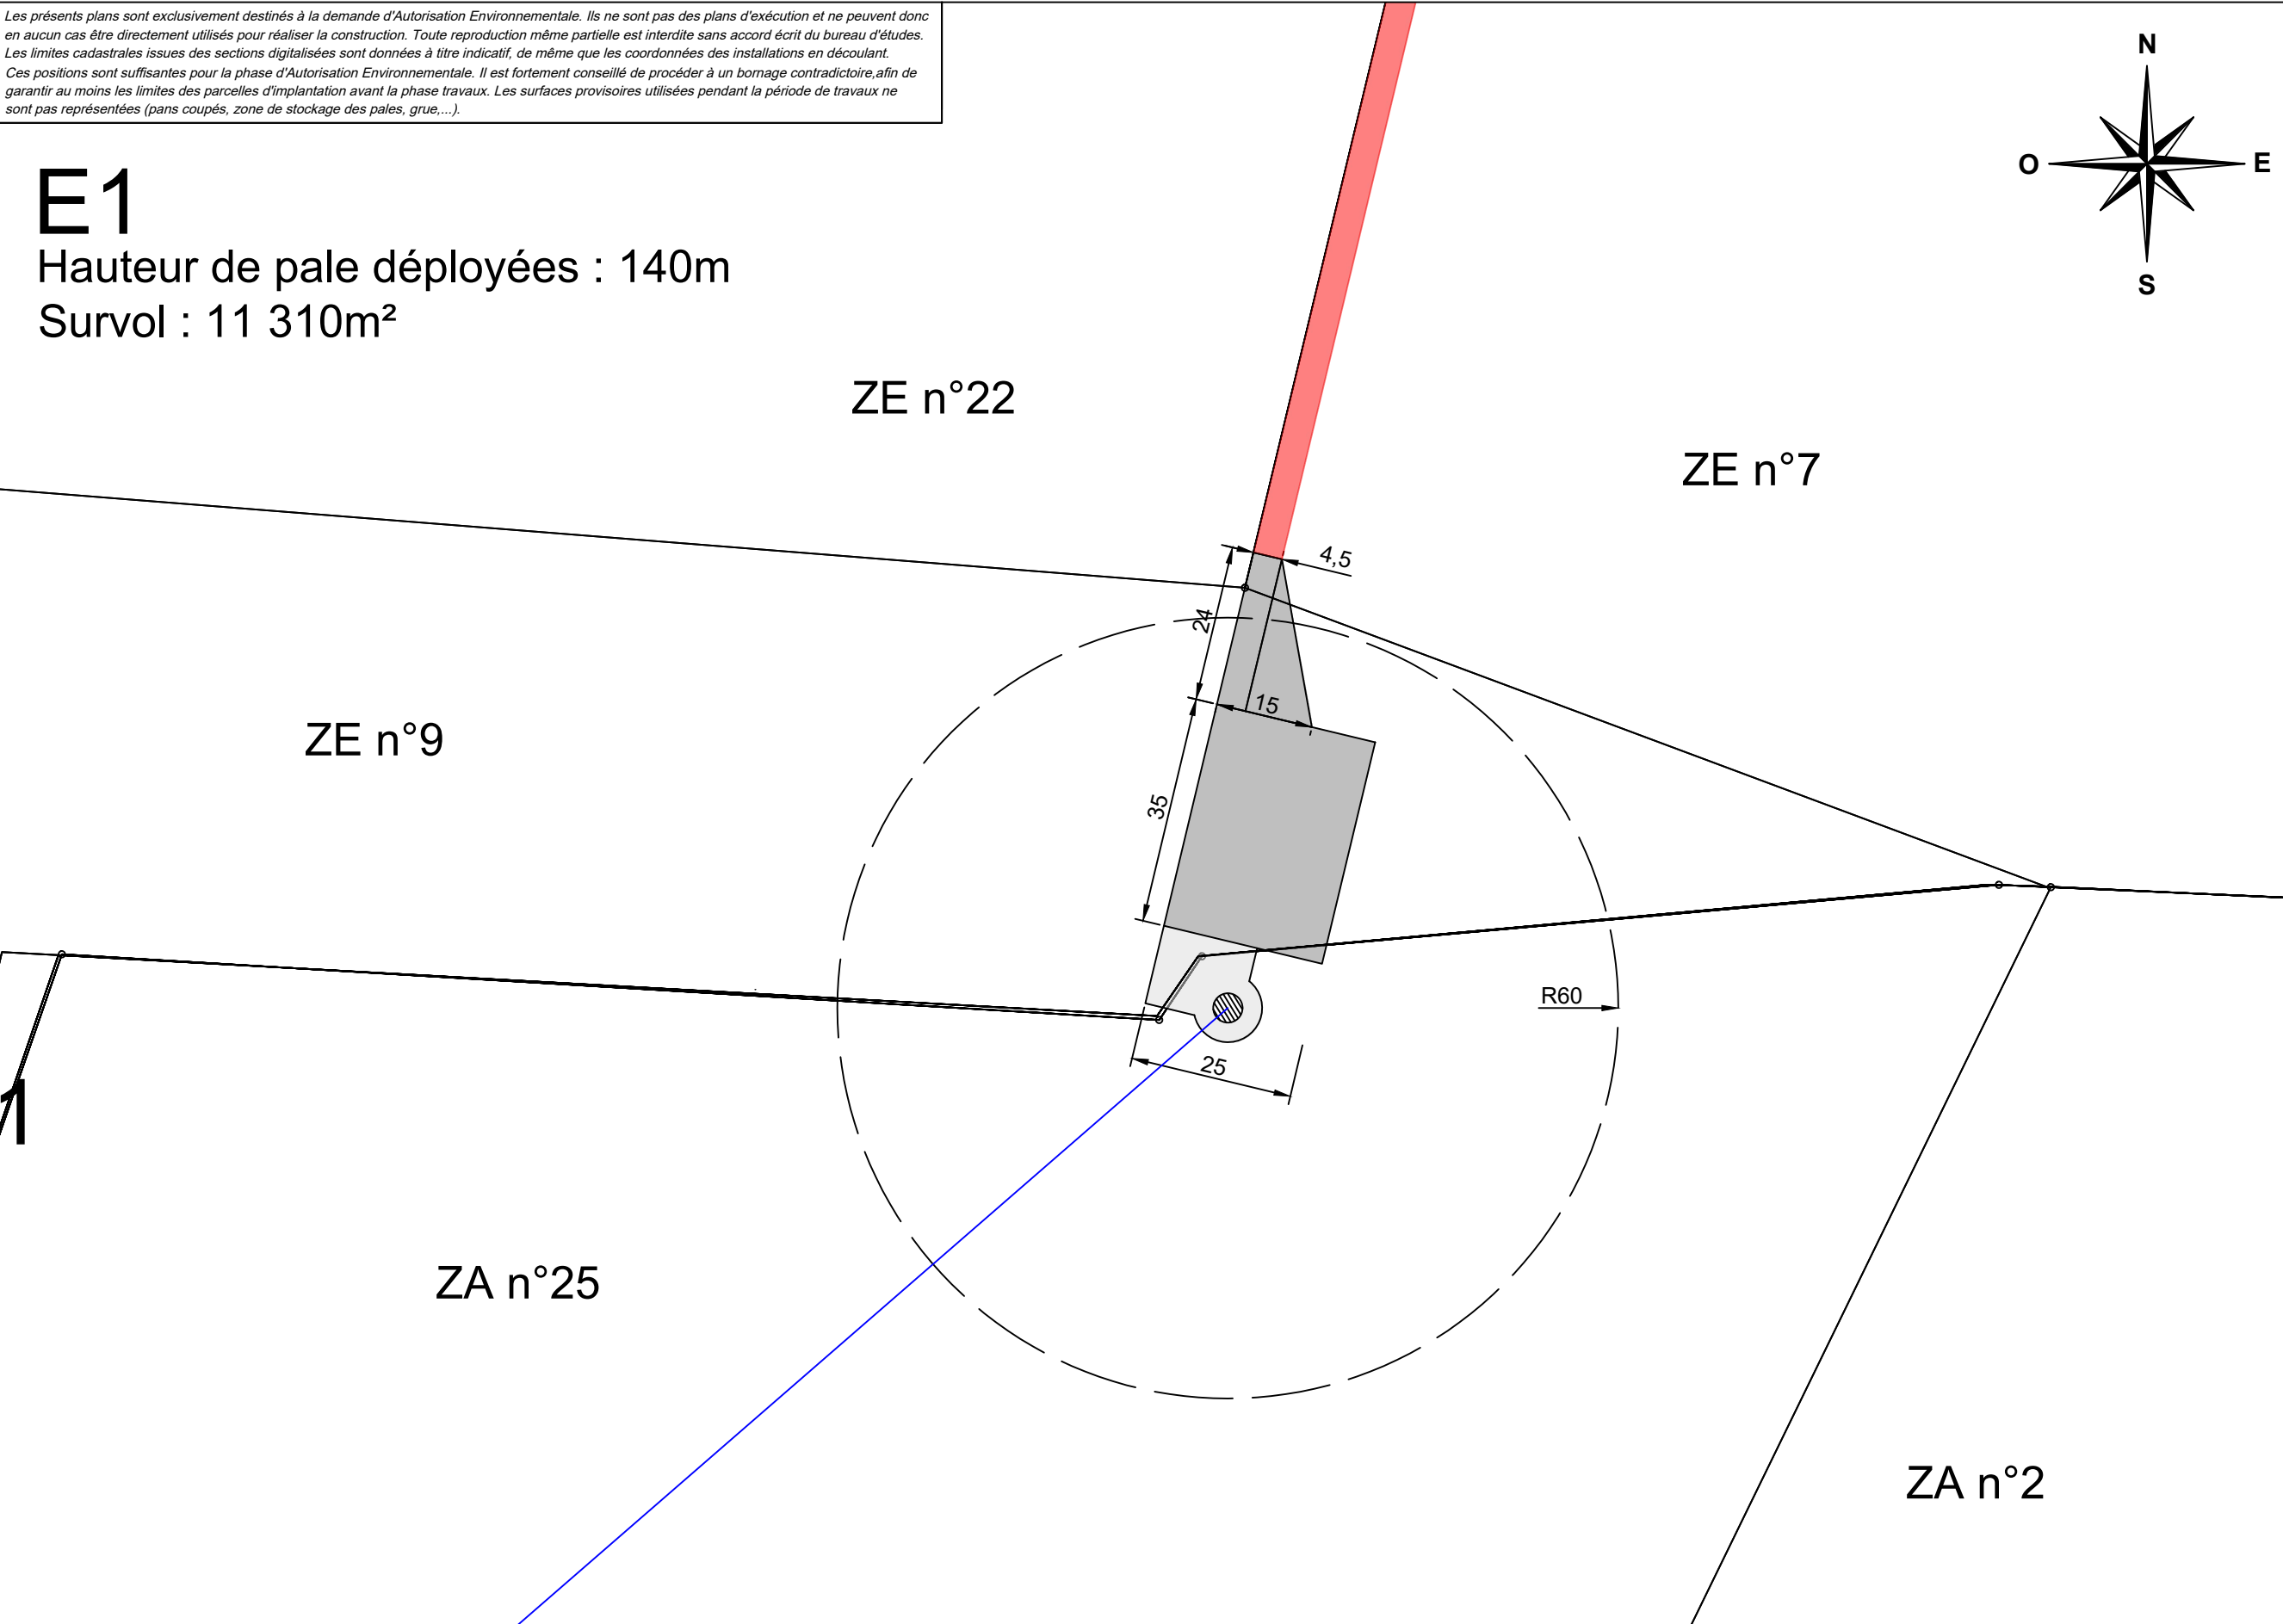 Les présents plans sont exclusivement destinés à la demande d'Autorisation Environnementale. Ils ne sont pas des plans d'exécution et ne peuvent donc
en aucun cas être directement utilisés pour réaliser la construction. Toute reproduction même partielle est interdite sans accord écrit du bureau d'études.
Les limites cadastrales issues des sections digitalisées sont données à titre indicatif, de même que les coordonnées des installations en découlant.
Ces positions sont suffisantes pour la phase d'Autorisation Environnementale. Il est fortement conseillé de procéder à un bornage contradictoire,afin de
garantir au moins les limites des parcelles d'implantation avant la phase travaux. Les surfaces provisoires utilisées pendant la période de travaux ne
sont pas représentées (pans coupés, zone de stockage des pales, grue,...).
N
O
E
S
E1
Hauteur de pale déployées : 140m
Survol : 11 310m²
ZE n°22
ZE n°7
4,5
24
15
ZE n°9
35
R60
25
1
ZA n°25
ZA n°2